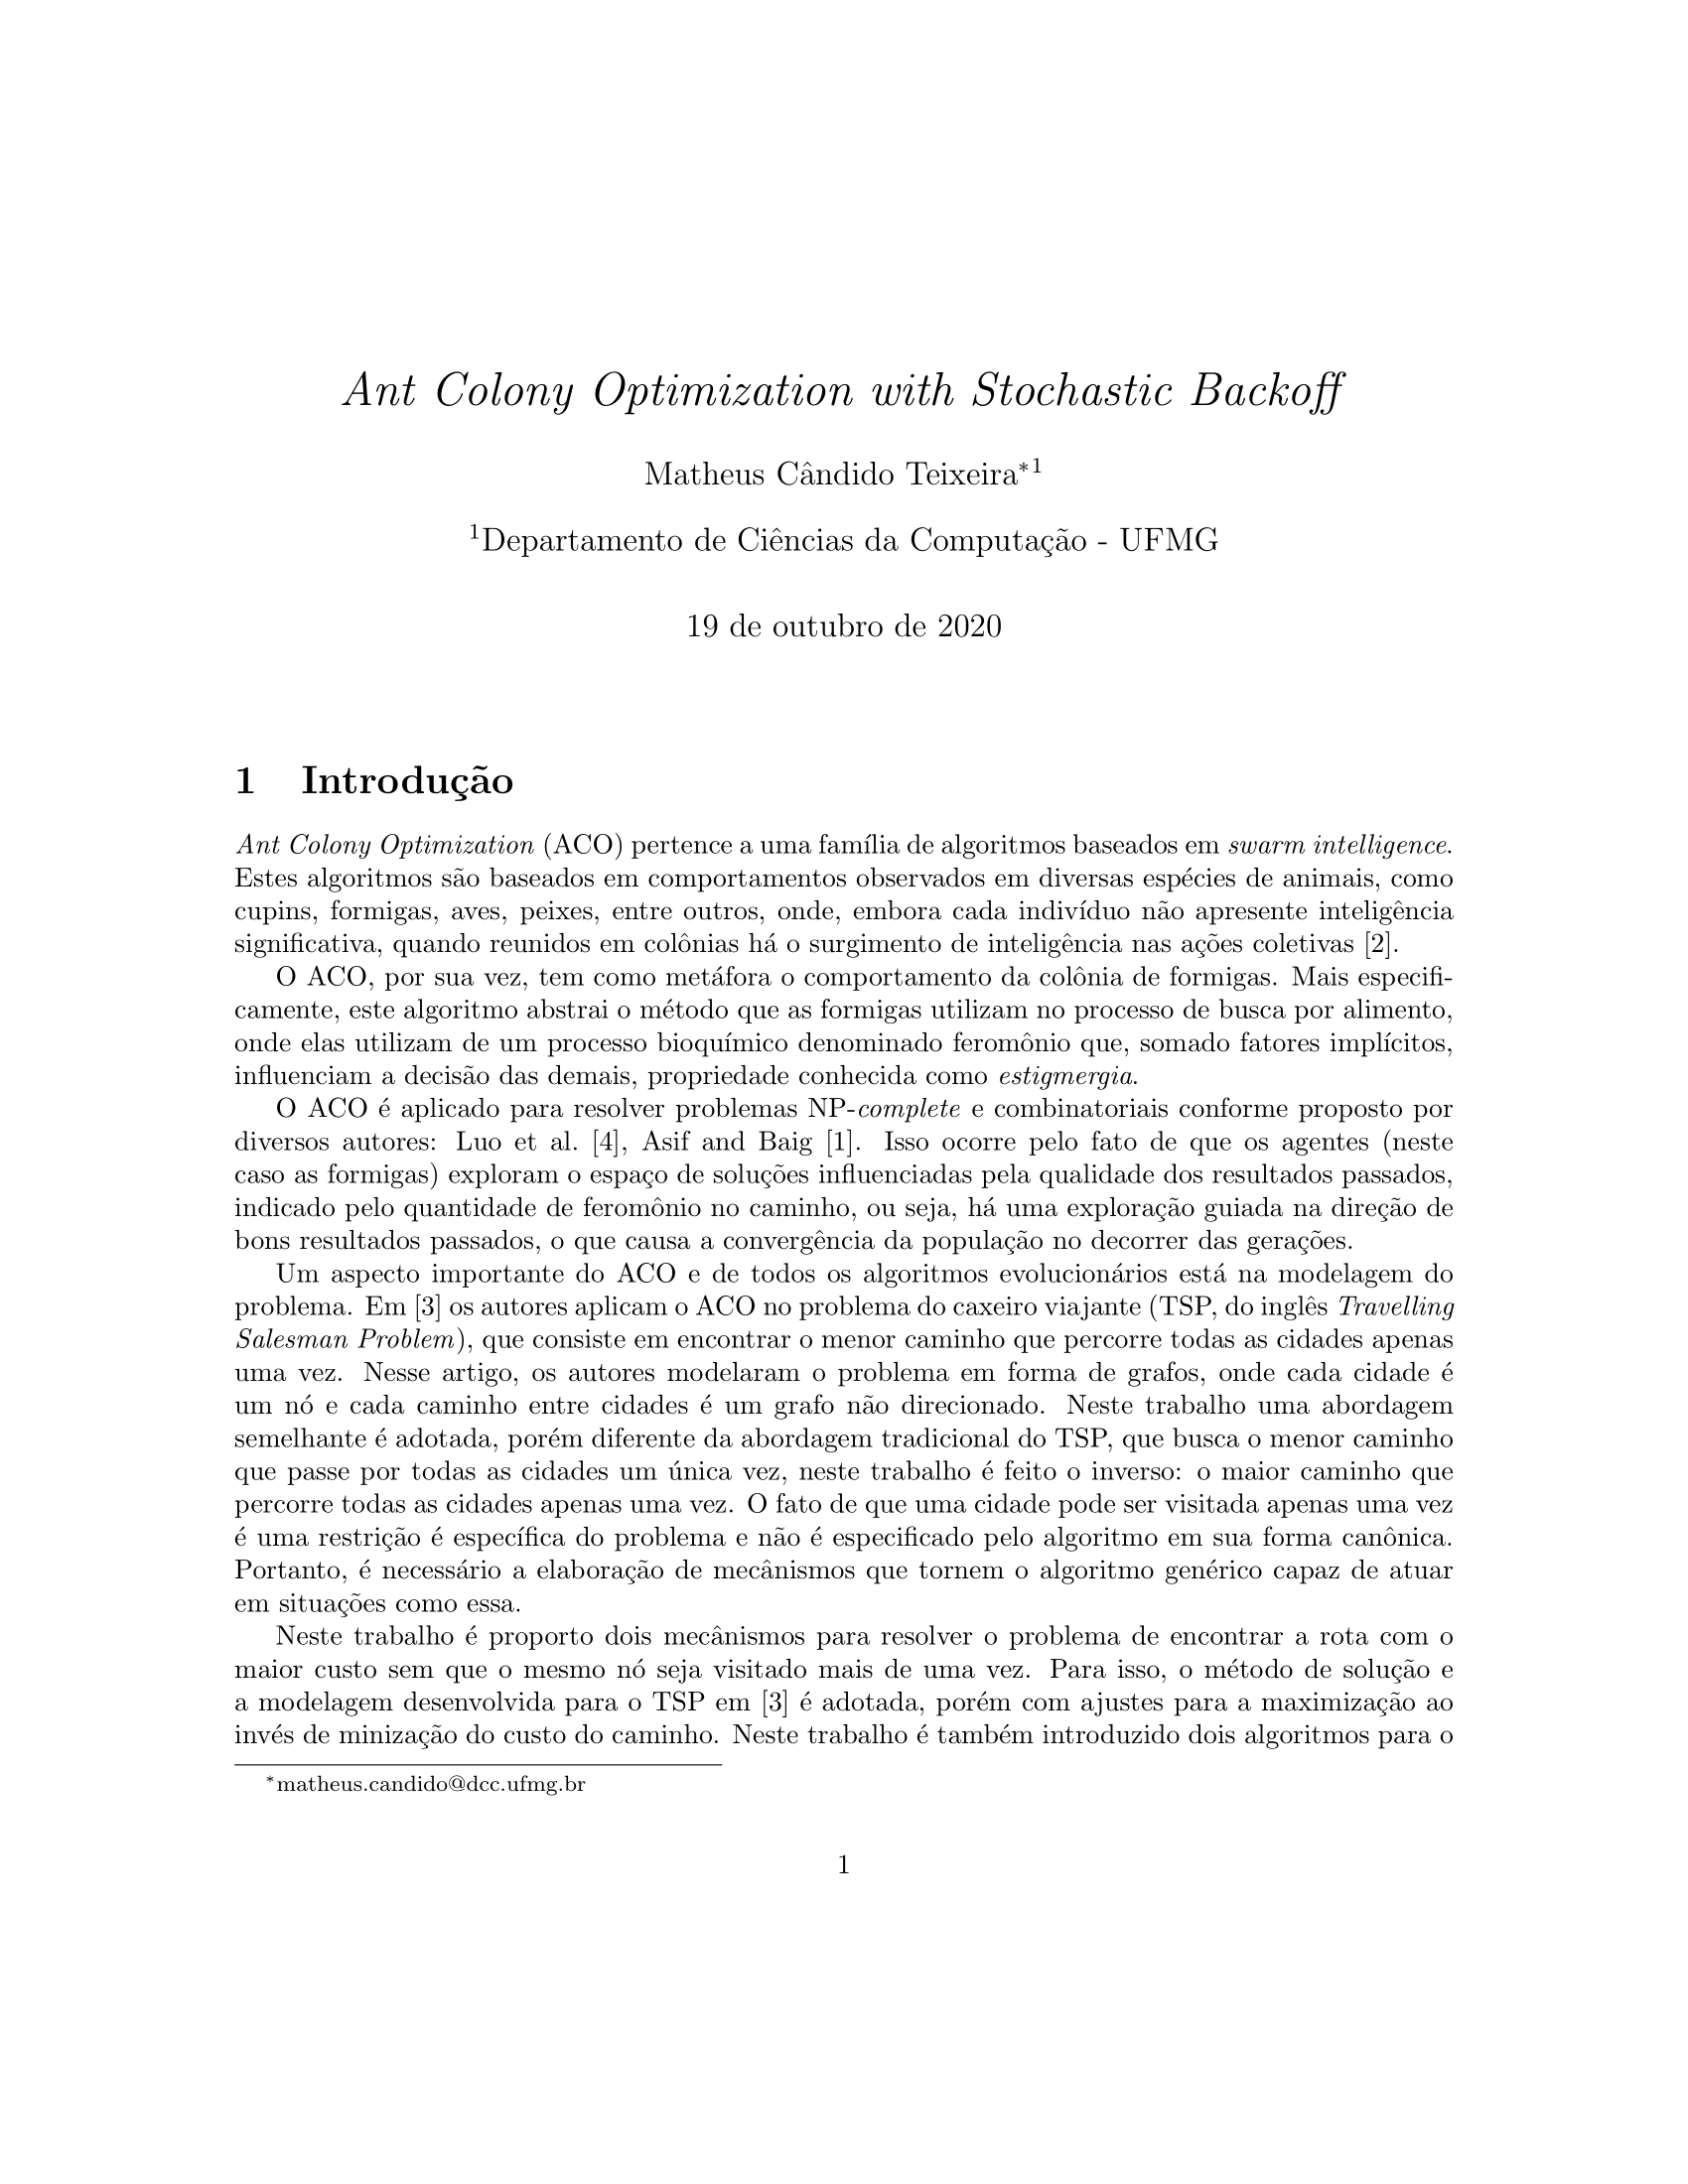 Ant Colony Optimization with Stochastic Backoff
Matheus Cândido Teixeira*1
1Departamento de Ciências da Computação - UFMG
19 de outubro de 2020
1 Introdução
Ant Colony Optimization (ACO) pertence a uma família de algoritmos baseados em swarm intelligence.
Estes algoritmos são baseados em comportamentos observados em diversas espécies de animais, como
cupins, formigas, aves, peixes, entre outros, onde, embora cada indivíduo não apresente inteligência
significativa, quando reunidos em colônias há o surgimento de inteligência nas ações coletivas [2].
O ACO, por sua vez, tem como metáfora o comportamento da colônia de formigas. Mais especifi-
camente, este algoritmo abstrai o método que as formigas utilizam no processo de busca por alimento,
onde elas utilizam de um processo bioquímico denominado feromônio que, somado fatores implícitos,
influenciam a decisão das demais, propriedade conhecida como estigmergia.
O ACO é aplicado para resolver problemas NP-complete e combinatoriais conforme proposto por
diversos autores: Luo et al. [4], Asif and Baig [1]. Isso ocorre pelo fato de que os agentes (neste
caso as formigas) exploram o espaço de soluções influenciadas pela qualidade dos resultados passados,
indicado pelo quantidade de feromônio no caminho, ou seja, há uma exploração guiada na direção de
bons resultados passados, o que causa a convergência da população no decorrer das gerações.
Um aspecto importante do ACO e de todos os algoritmos evolucionários está na modelagem do
problema. Em [3] os autores aplicam o ACO no problema do caxeiro viajante (TSP, do inglês Travelling
Salesman Problem), que consiste em encontrar o menor caminho que percorre todas as cidades apenas
uma vez. Nesse artigo, os autores modelaram o problema em forma de grafos, onde cada cidade é
um nó e cada caminho entre cidades é um grafo não direcionado. Neste trabalho uma abordagem
semelhante é adotada, porém diferente da abordagem tradicional do TSP, que busca o menor caminho
que passe por todas as cidades um única vez, neste trabalho é feito o inverso: o maior caminho que
percorre todas as cidades apenas uma vez. O fato de que uma cidade pode ser visitada apenas uma vez
é uma restrição é específica do problema e não é especificado pelo algoritmo em sua forma canônica.
Portanto, é necessário a elaboração de mecânismos que tornem o algoritmo genérico capaz de atuar
em situações como essa.
Neste trabalho é proporto dois mecânismos para resolver o problema de encontrar a rota com o
maior custo sem que o mesmo nó seja visitado mais de uma vez. Para isso, o método de solução e
a modelagem desenvolvida para o TSP em [3] é adotada, porém com ajustes para a maximização ao
invés de minização do custo do caminho. Neste trabalho é também introduzido dois algoritmos para o
*matheus.candido@dcc.ufmg.br
1